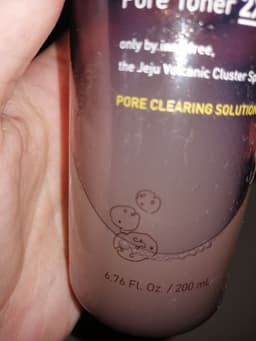 Pore Toner 2X
only by innisfree,
the Jeju Volcanic Cluster Sp
PORE CLEARING SOLUTION
6.76 Fl. Oz. / 200 mL